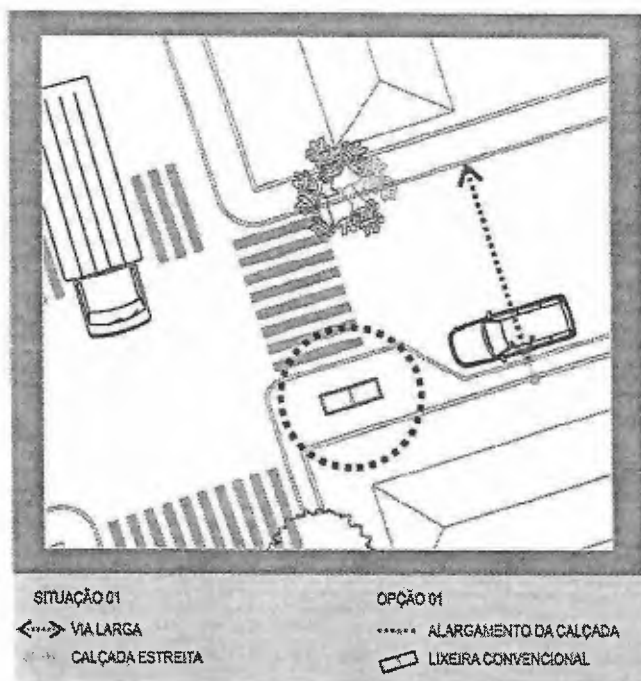 SITUAÇÃO 01
VIA LARGA
CALÇADA ESTREITA
OPÇÃO 01
ALARGAMENTO DA CALÇADA
LIXEIRA CONVENCIONAL